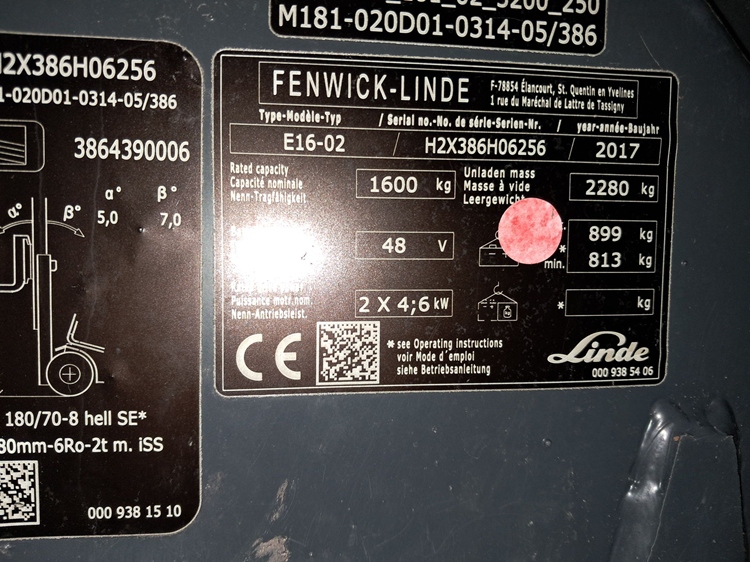 M181-020D01-0314-05/386
H2X386H06256
-020D01-0314-05/386
3864390006
α° β°
α° β° 5,0 7,0
180/70-8 hell SE*
80mm-6Ro-2t m. iSS
000 938 15 10
FENWICK-LINDE
F-78854 Élancourt, St. Quentin en Yvelines
1 rue du Maréchal de Lattre de Tassigny
Type-Modèle-Typ / Serial no.-No. de série-Serien-Nr. / year-année-Baujahr
E16-02 / H2X386H06256 / 2017
Rated capacity
Capacité nominale
Nenn-Tragfähigkeit
1600 kg
Unladen mass
Masse à vide
Leergewicht
2280 kg
48 V
899 kg
* min. 813 kg
Puissance motr.nom.
Nenn-Antriebsleist.
2 X 4;6 kW
* kg
CE
* see Operating instructions
voir Mode d'emploi
siehe Betriebsanleitung
Linde
000 938 54 06